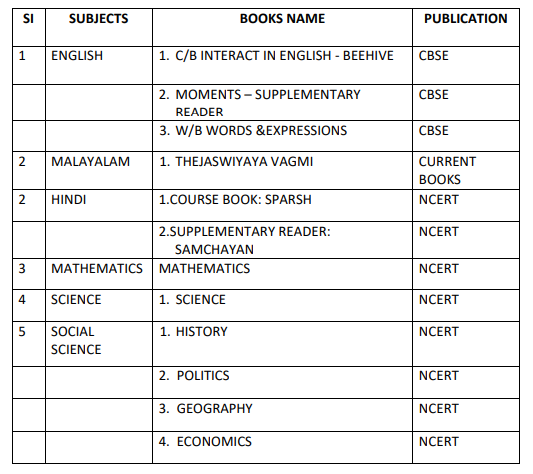 SI SUBJECTS BOOKS NAME PUBLICATION
1 ENGLISH 1. C/B INTERACT IN ENGLISH - BEEHIVE CBSE
2. MOMENTS – SUPPLEMENTARY CBSE
READER
3. W/B WORDS &EXPRESSIONS CBSE
2 MALAYALAM 1. THEJASWIYAYA VAGMI CURRENT
BOOKS
2 HINDI 1.COURSE BOOK: SPARSH NCERT
2.SUPPLEMENTARY READER: NCERT
SAMCHAYAN
3 MATHEMATICS MATHEMATICS NCERT
4 SCIENCE 1. SCIENCE NCERT
5 SOCIAL 1. HISTORY NCERT
SCIENCE
2. POLITICS NCERT
3. GEOGRAPHY NCERT
4. ECONOMICS NCERT